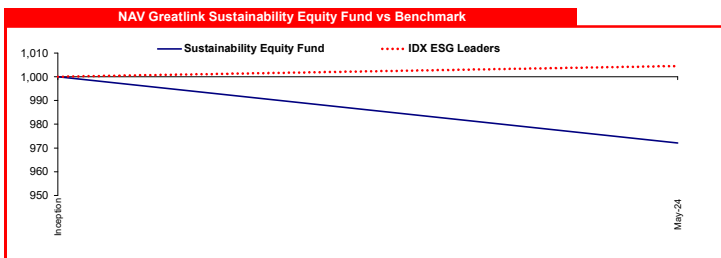 NAV Greatlink Sustainability Equity Fund vs Benchmark
Sustainability Equity Fund
IDX ESG Leaders
1,010
1,000
990
980
970
960
950
Inception
May-24